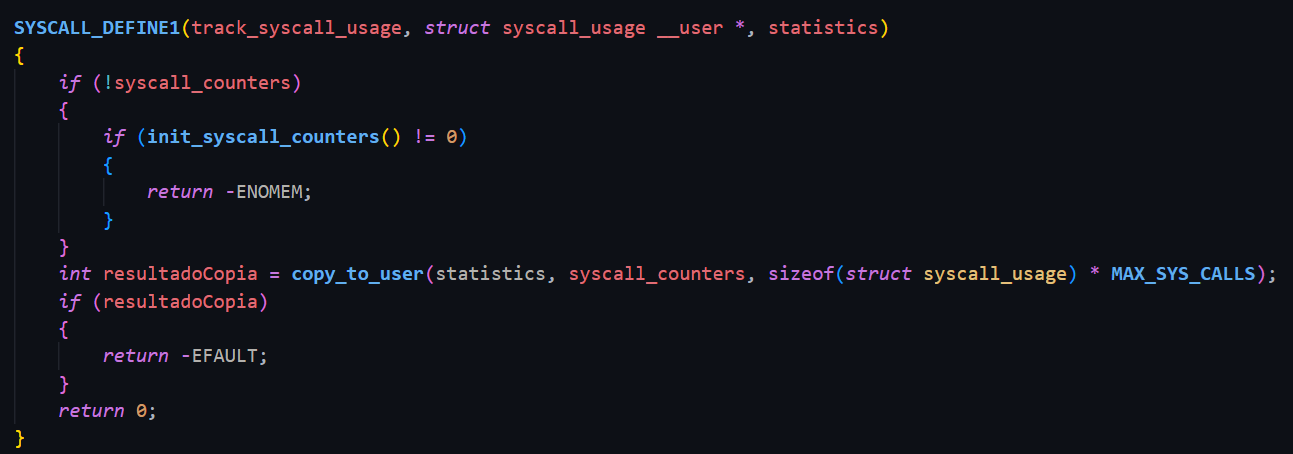 SYSCALL_DEFINE1(track_syscall_usage, struct syscall_usage __user *, statistics)
{
    if (!syscall_counters)
    {
        if (init_syscall_counters() != 0)
        {
            return -ENOMEM;
        }
    }
    int resultadoCopia = copy_to_user(statistics, syscall_counters, sizeof(struct syscall_usage) * MAX_SYS_CALLS);
    if (resultadoCopia)
    {
        return -EFAULT;
    }
    return 0;
}